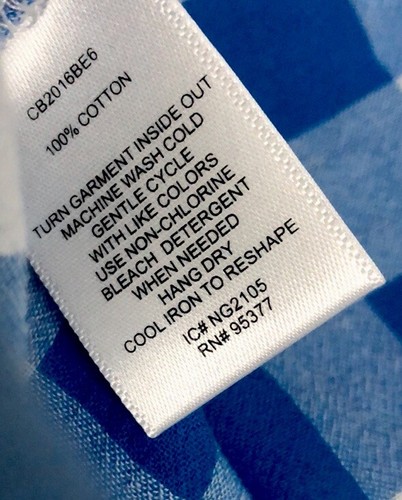 CB2016BE6
100% COTTON
TURN GARMENT INSIDE OUT
MACHINE WASH COLD
GENTLE CYCLE
WITH LIKE COLORS
USE NON-CHLORINE
BLEACH DETERGENT
WHEN NEEDED
HANG DRY
COOL IRON TO RESHAPE
IC# NG2105
RN# 95377